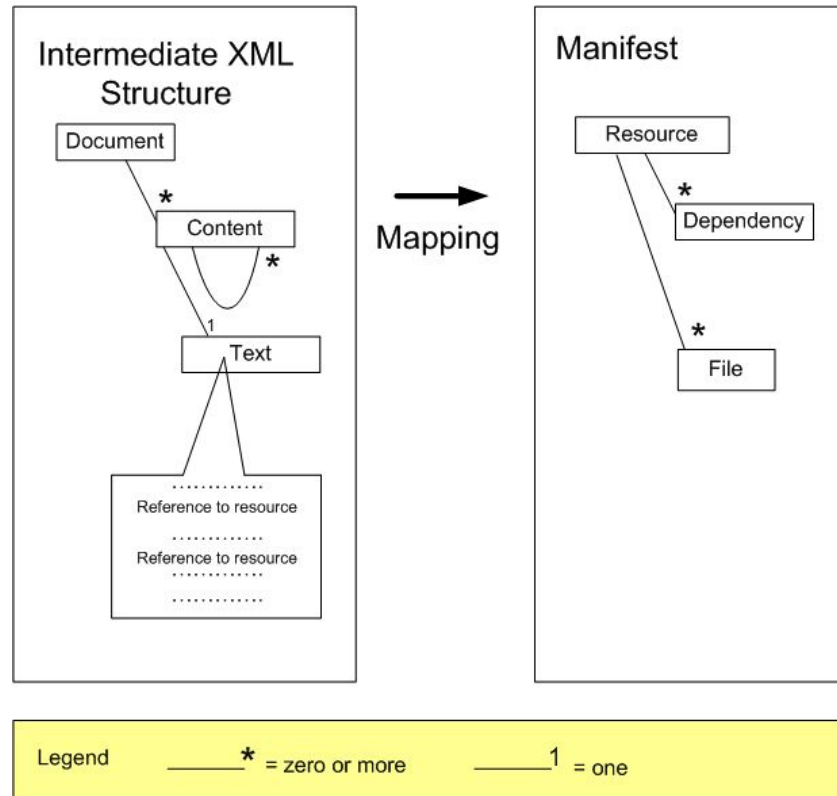 Intermediate XML
Structure
Document
*
Content
*
1
Text
.............
Reference to resource
.............
Reference to resource
.............
.............
Mapping
Manifest
Resource
*
Dependency
*
File
Legend
* = zero or more
1 = one